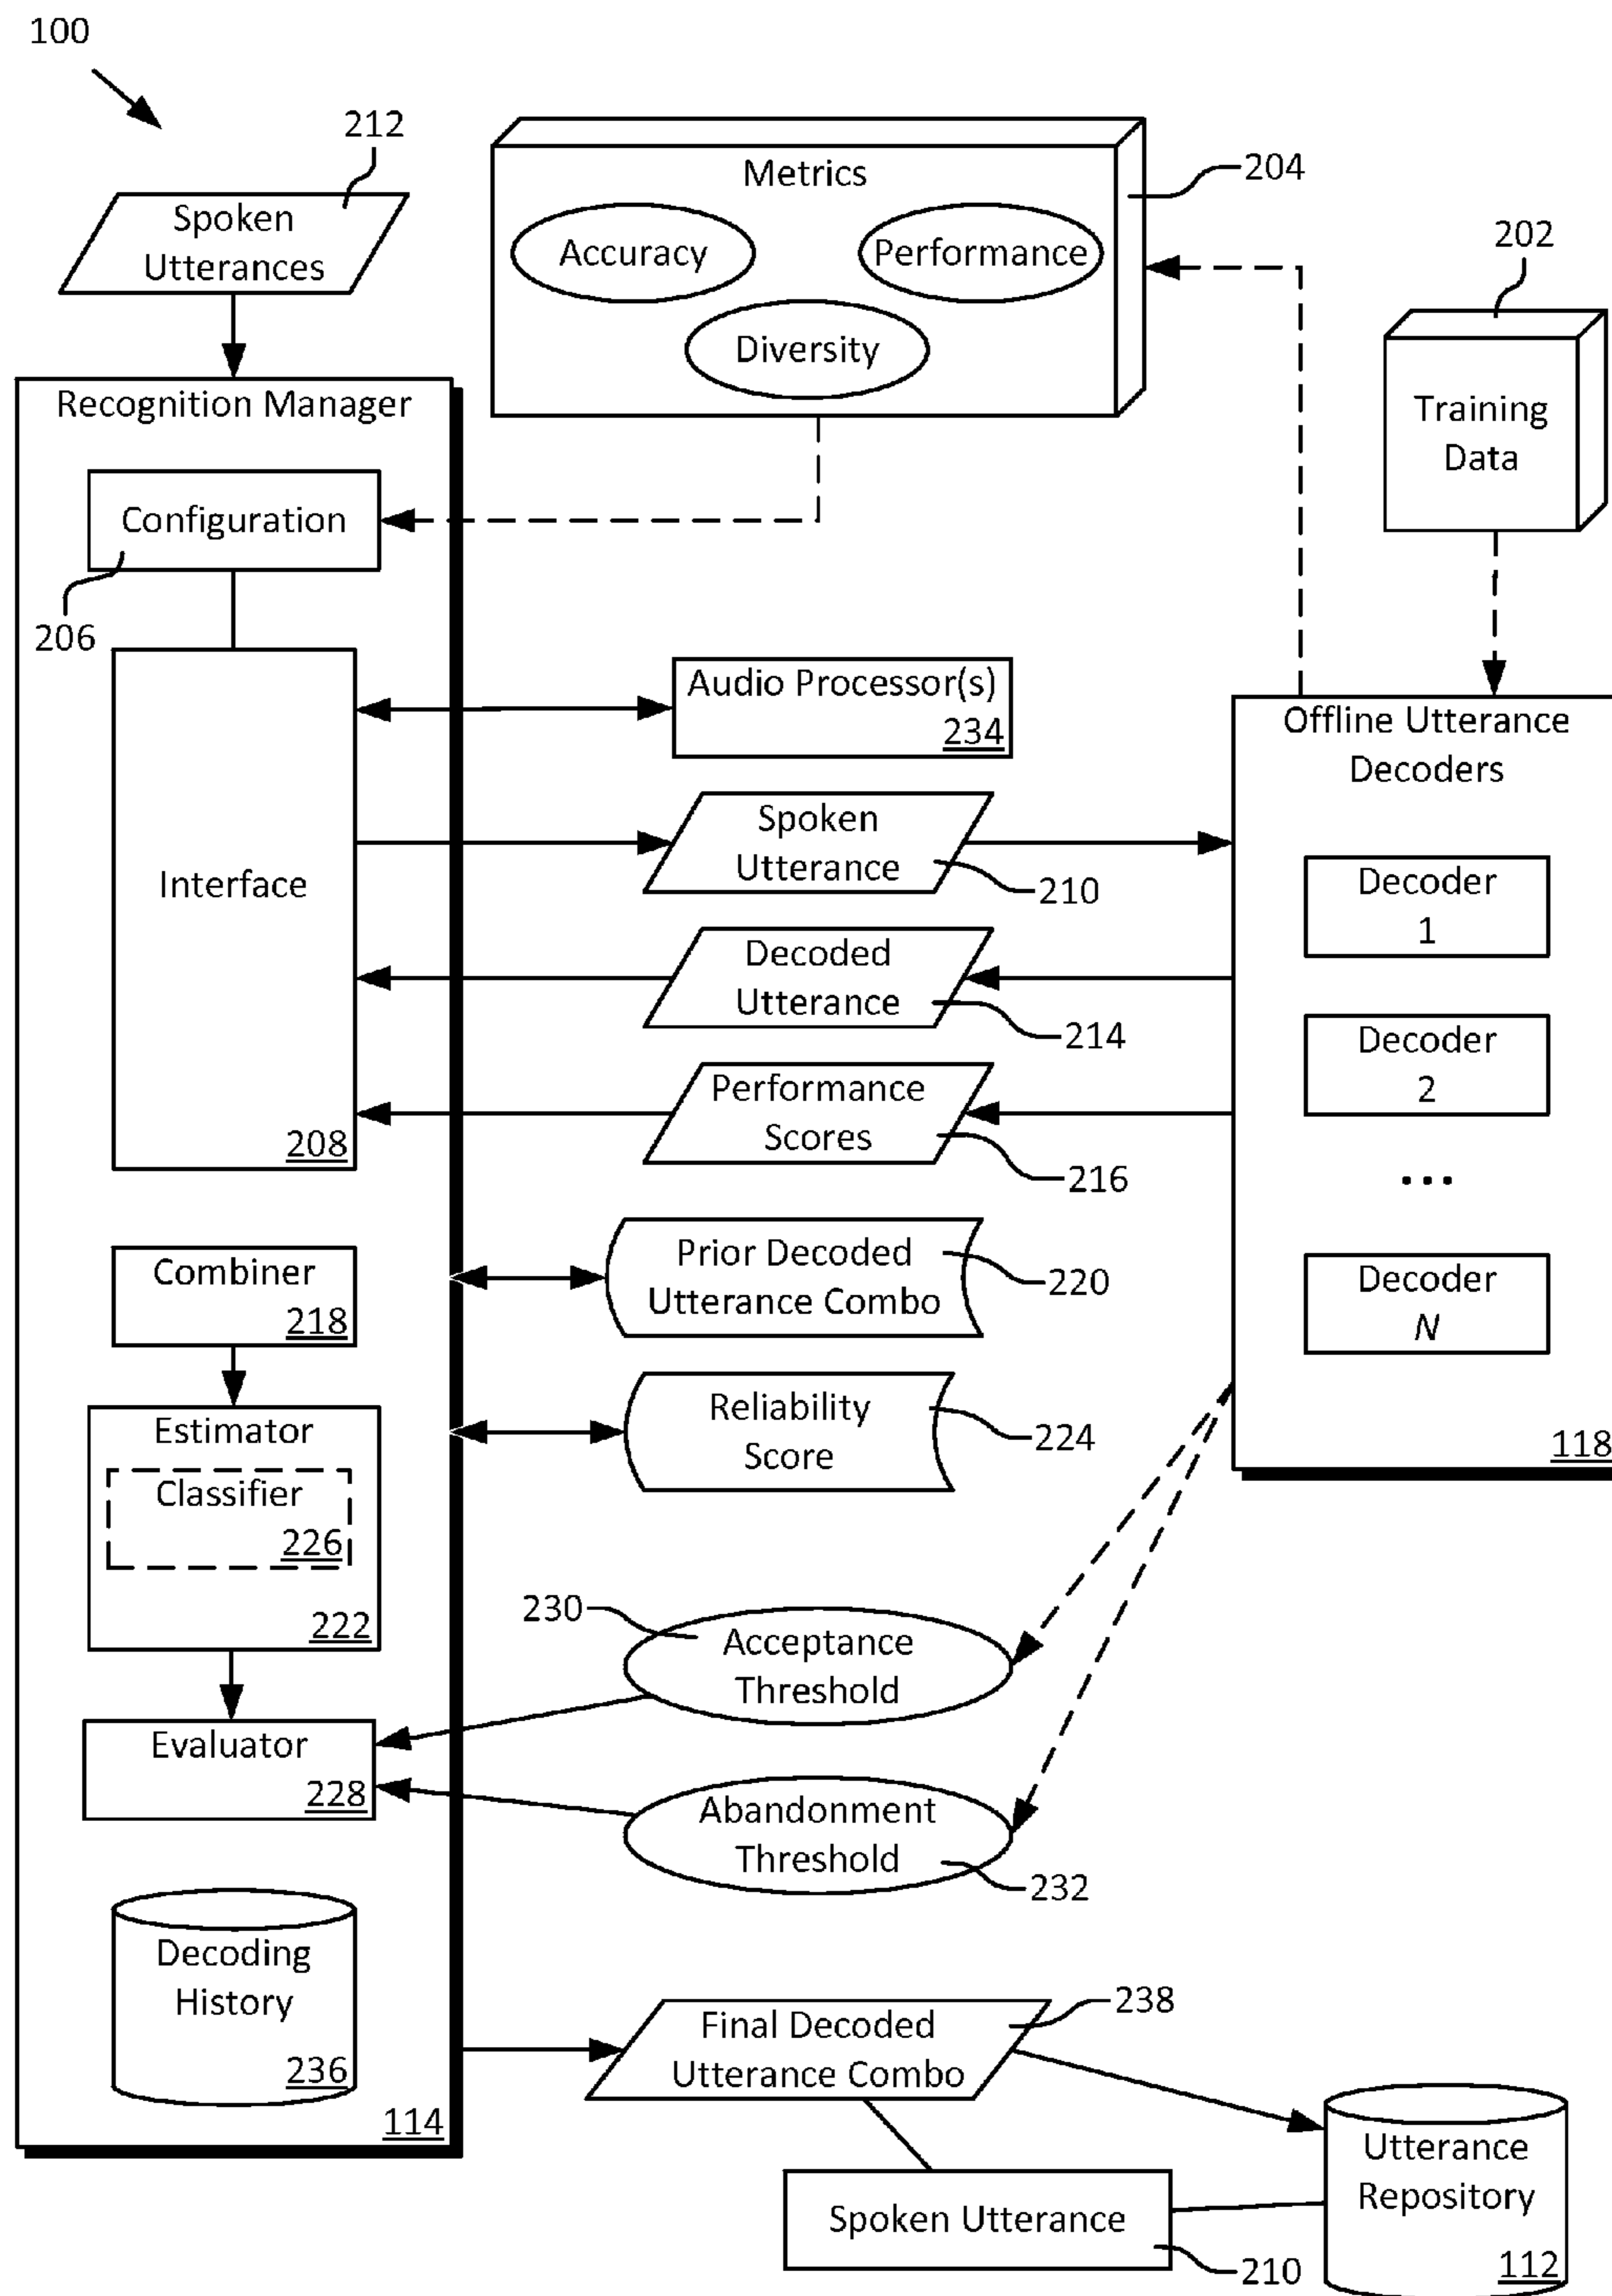 100
212
Spoken
Utterances
Metrics
Accuracy
Performance
Diversity
204
202
Training
Data
Recognition Manager
Configuration
206
Interface
208
Audio Processor(s)
234
Spoken
Utterance
210
Decoded
Utterance
214
Performance
Scores
216
Offline Utterance
Decoders
Decoder
1
Decoder
2
...
Decoder
N
118
Combiner
218
Prior Decoded
Utterance Combo
220
Estimator
Classifier
226
222
Reliability
Score
224
230
Acceptance
Threshold
Evaluator
228
Abandonment
Threshold
232
Decoding
History
236
114
Final Decoded
Utterance Combo
238
Spoken Utterance
210
Utterance
Repository
112